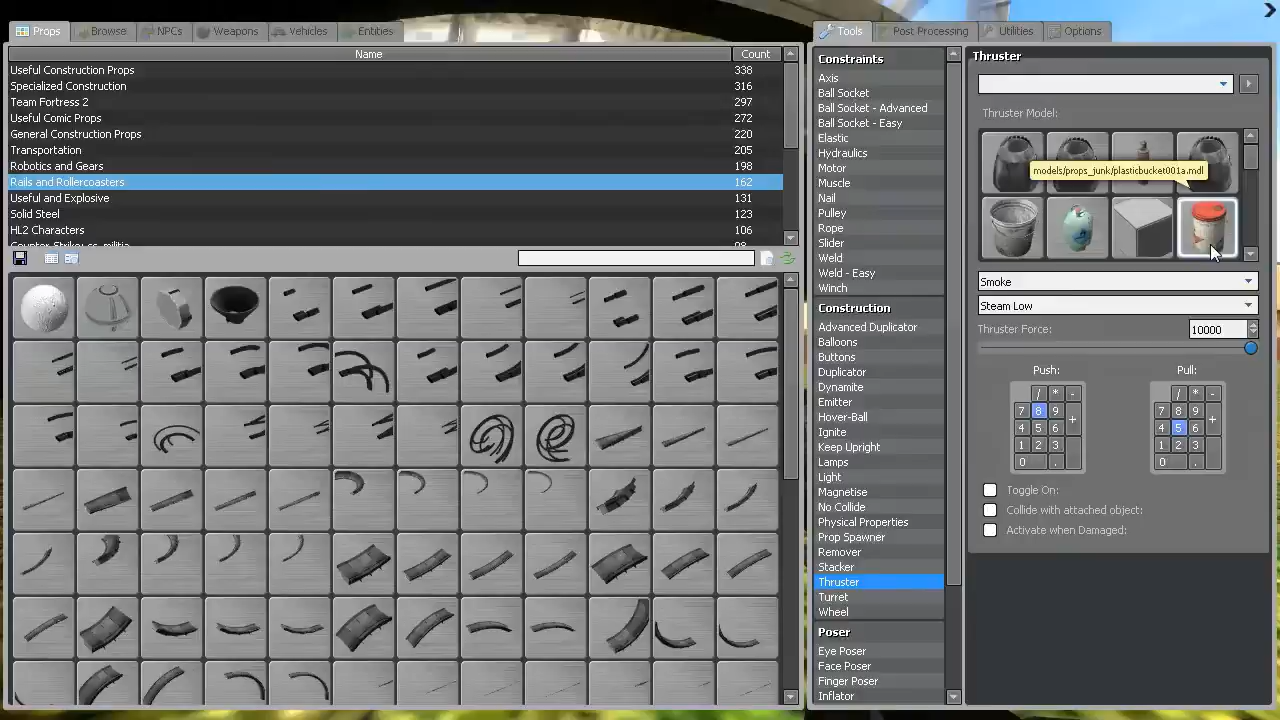 Props
Browse
NPCs
Weapons
Vehicles
Entities
Name
Count
Useful Construction Props 338
Specialized Construction 316
Team Fortress 2 297
Useful Comic Props 272
General Construction Props 220
Transportation 205
Robotics and Gears 198
Rails and Rollercoasters 162
Useful and Explosive 131
Solid Steel 123
HL2 Characters 106
Tools
Post Processing
Utilities
Options
Constraints
Axis
Ball Socket
Ball Socket - Advanced
Ball Socket - Easy
Elastic
Hydraulics
Motor
Muscle
Nail
Pulley
Rope
Slider
Weld
Weld - Easy
Winch
Construction
Advanced Duplicator
Balloons
Buttons
Duplicator
Dynamite
Emitter
Hover-Ball
Ignite
Keep Upright
Lamps
Light
Magnetise
No Collide
Physical Properties
Prop Spawner
Remover
Stacker
Thruster
Turret
Wheel
Poser
Eye Poser
Face Poser
Finger Poser
Inflator
Thruster
Thruster Model:
models/props_junk/plasticbucket001a.mdl
Smoke
Steam Low
Thruster Force: 10000
Push: Pull:
/ * - / * -
7 8 9 + 7 8 9 +
4 5 6 4 5 6
1 2 3 1 2 3
0 . 0 .
Toggle On:
Collide with attached object:
Activate when Damaged: